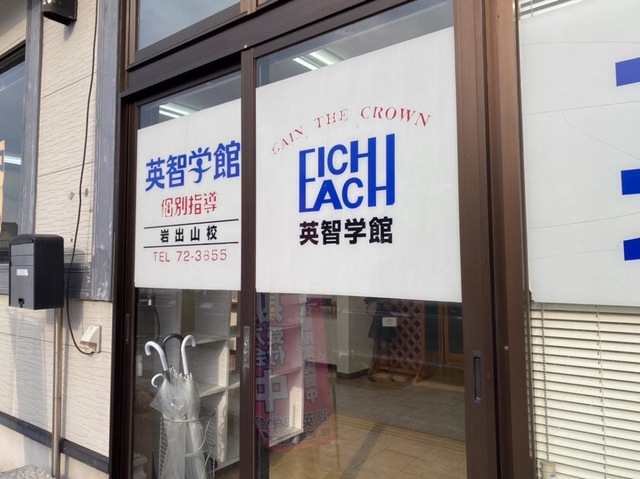 英智学館
個別指導
岩出山校
TEL 72-3655
GAIN THE CROWN
EICH
EACH
英智学館